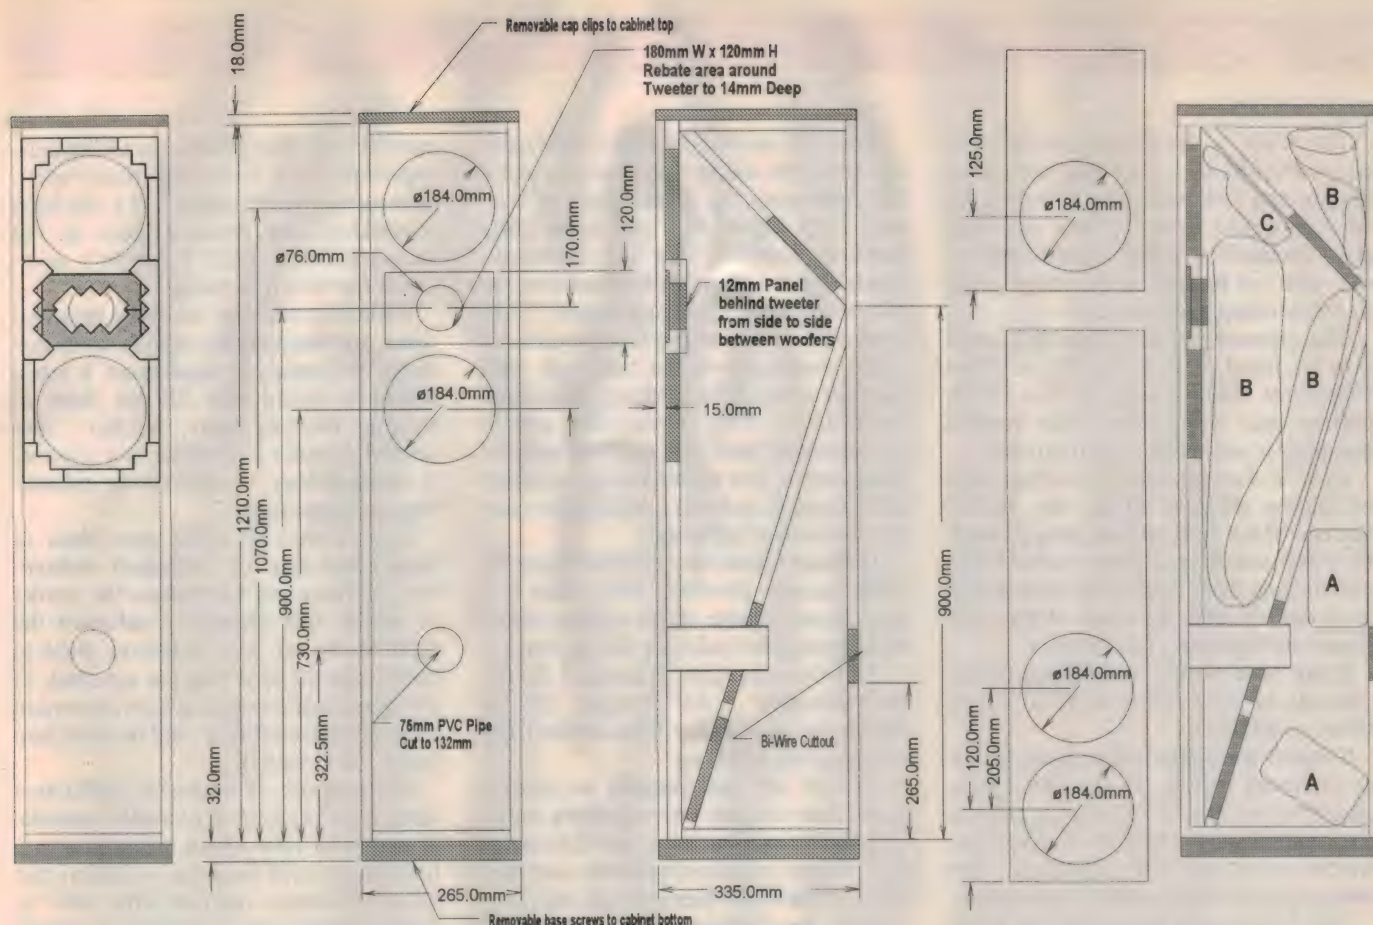 Removable cap clips to cabinet top
180mm W x 120mm H
Rebate area around
Tweeter to 14mm Deep
18.0mm
ø184.0mm
120.0mm
170.0mm
ø76.0mm
ø184.0mm
1210.0mm
1070.0mm
900.0mm
730.0mm
322.5mm
32.0mm
75mm PVC Pipe
Cut to 132mm
265.0mm
Removable base screws to cabinet bottom
12mm Panel
behind tweeter
from side to side
between woofers
15.0mm
900.0mm
Bi-Wire Cuttout
265.0mm
335.0mm
125.0mm
ø184.0mm
ø184.0mm
120.0mm
205.0mm
ø184.0mm
B
C
B
B
A
A